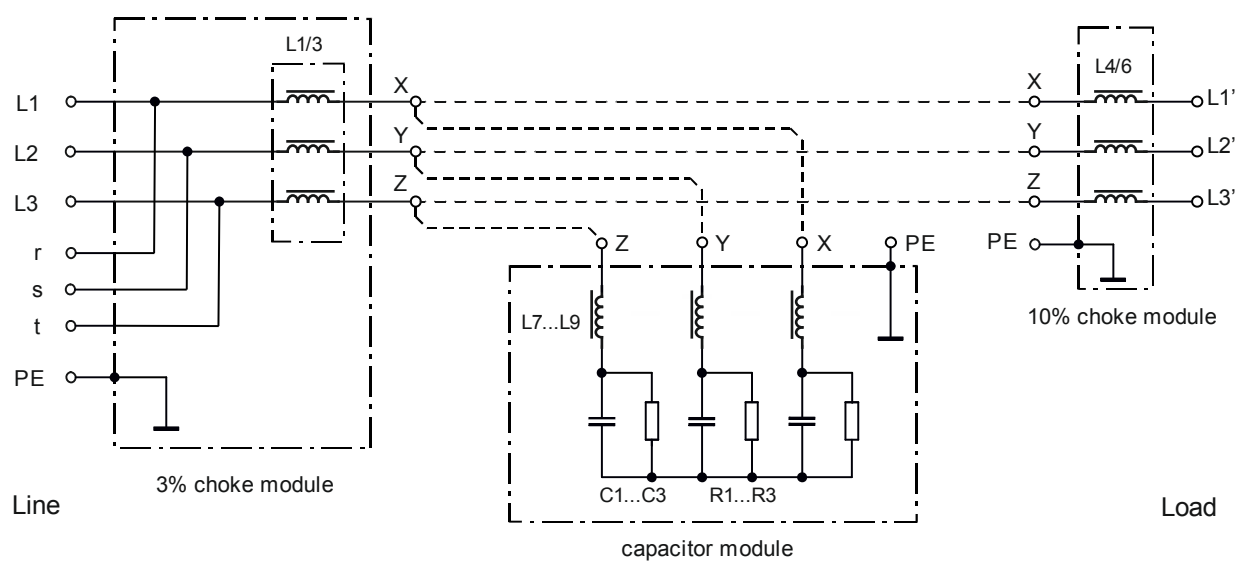 L1/3
L4/6
L1
X
X
L1’
L2
Y
Y
L2’
L3
Z
Z
L3’
r
Z
Y
X
PE
PE
s
t
L7...L9
10% choke module
PE
3% choke module
C1...C3
R1...R3
Line
Load
capacitor module